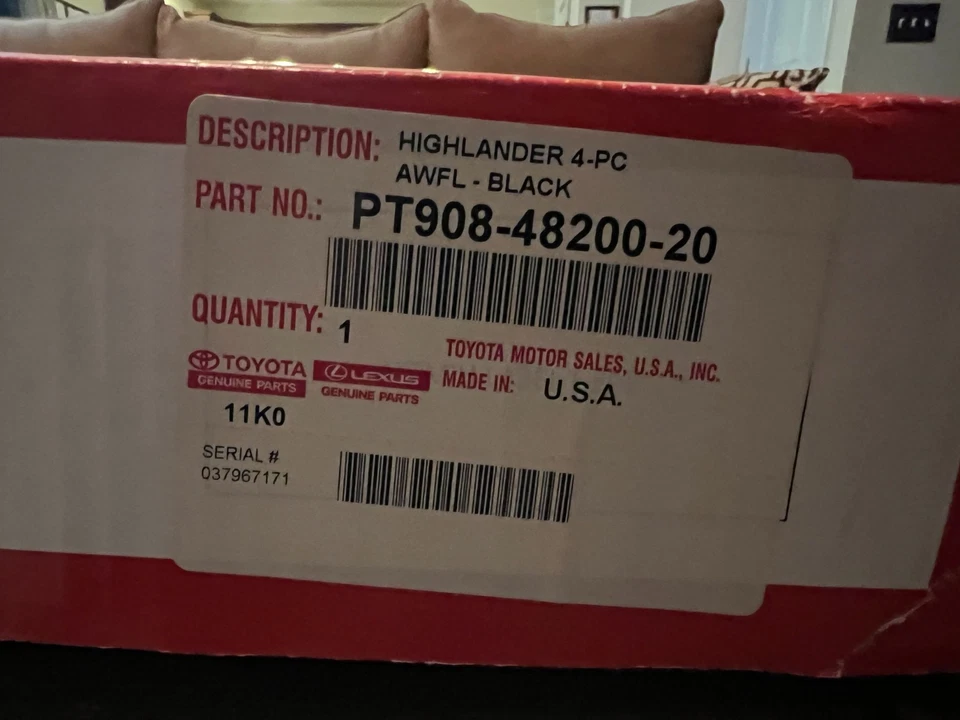 DESCRIPTION: HIGHLANDER 4-PC
AWFL - BLACK
PART NO.: PT908-48200-20
QUANTITY: 1
TOYOTA MOTOR SALES, U.S.A., INC.
TOYOTA
GENUINE PARTS
LEXUS
GENUINE PARTS
MADE IN: U.S.A.
11K0
SERIAL #
037967171